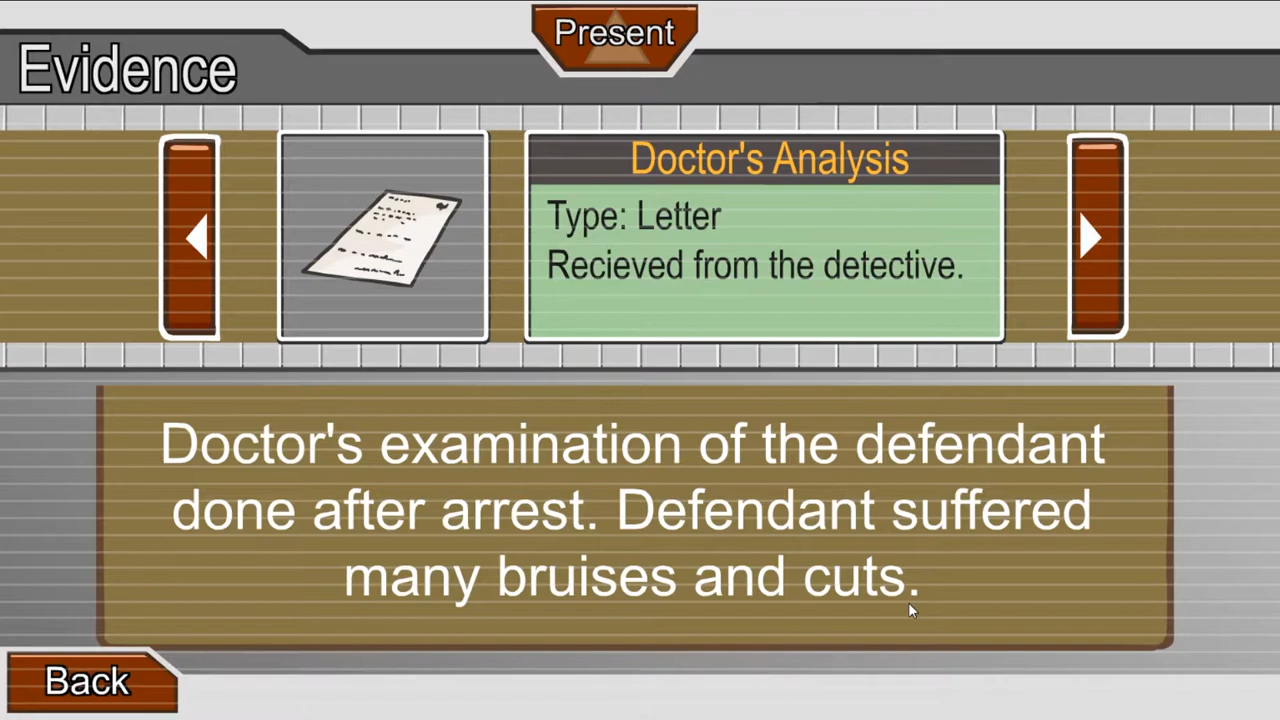 Present
Evidence
Doctor's Analysis
Type: Letter
Recieved from the detective.
Doctor's examination of the defendant
done after arrest. Defendant suffered
many bruises and cuts.
Back